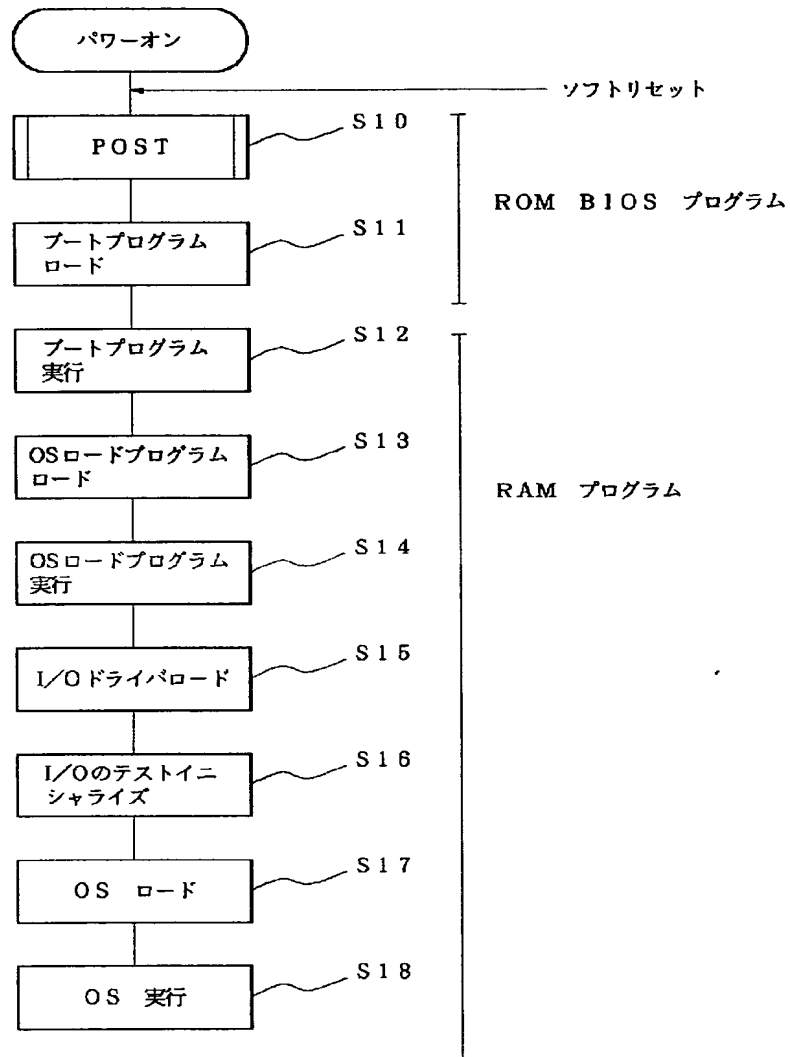 パワーオン
ソフトリセット
S10
POST
ROM BIOS プログラム
S11
ブートプログラム
ロード
S12
ブートプログラム
実行
S13
OSロードプログラム
ロード
RAM プログラム
S14
OSロードプログラム
実行
S15
I/Oドライバロード
S16
I/Oのテストイニ
シャライズ
S17
OS ロード
S18
OS 実行